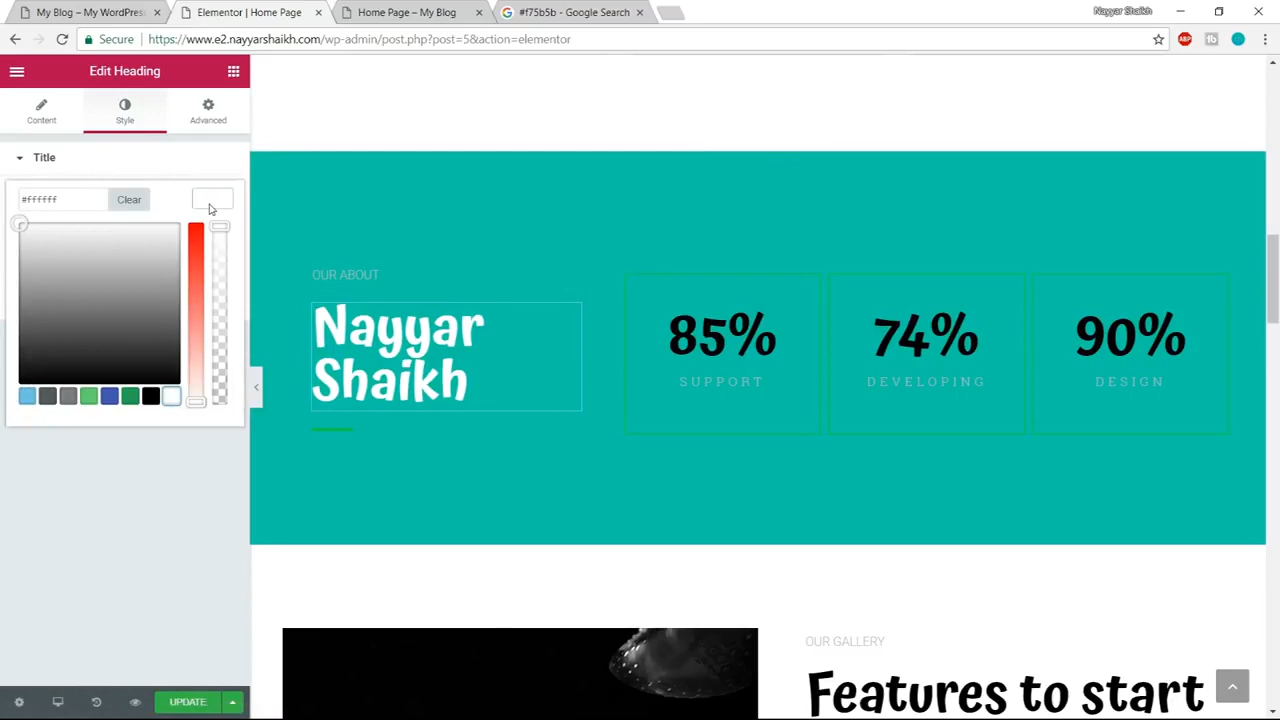 My Blog – My WordPress
Elementor | Home Page
Home Page – My Blog
#f75b5b - Google Search
Nayyar Shaikh
Secure
https://www.e2.nayyarshaikh.com/wp-admin/post.php?post=5&action=elementor
ABP
Edit Heading
Content
Style
Advanced
Title
#ffffff
Clear
OUR ABOUT
Nayyar
Shaikh
85%
SUPPORT
74%
DEVELOPING
90%
DESIGN
OUR GALLERY
Features to start
UPDATE